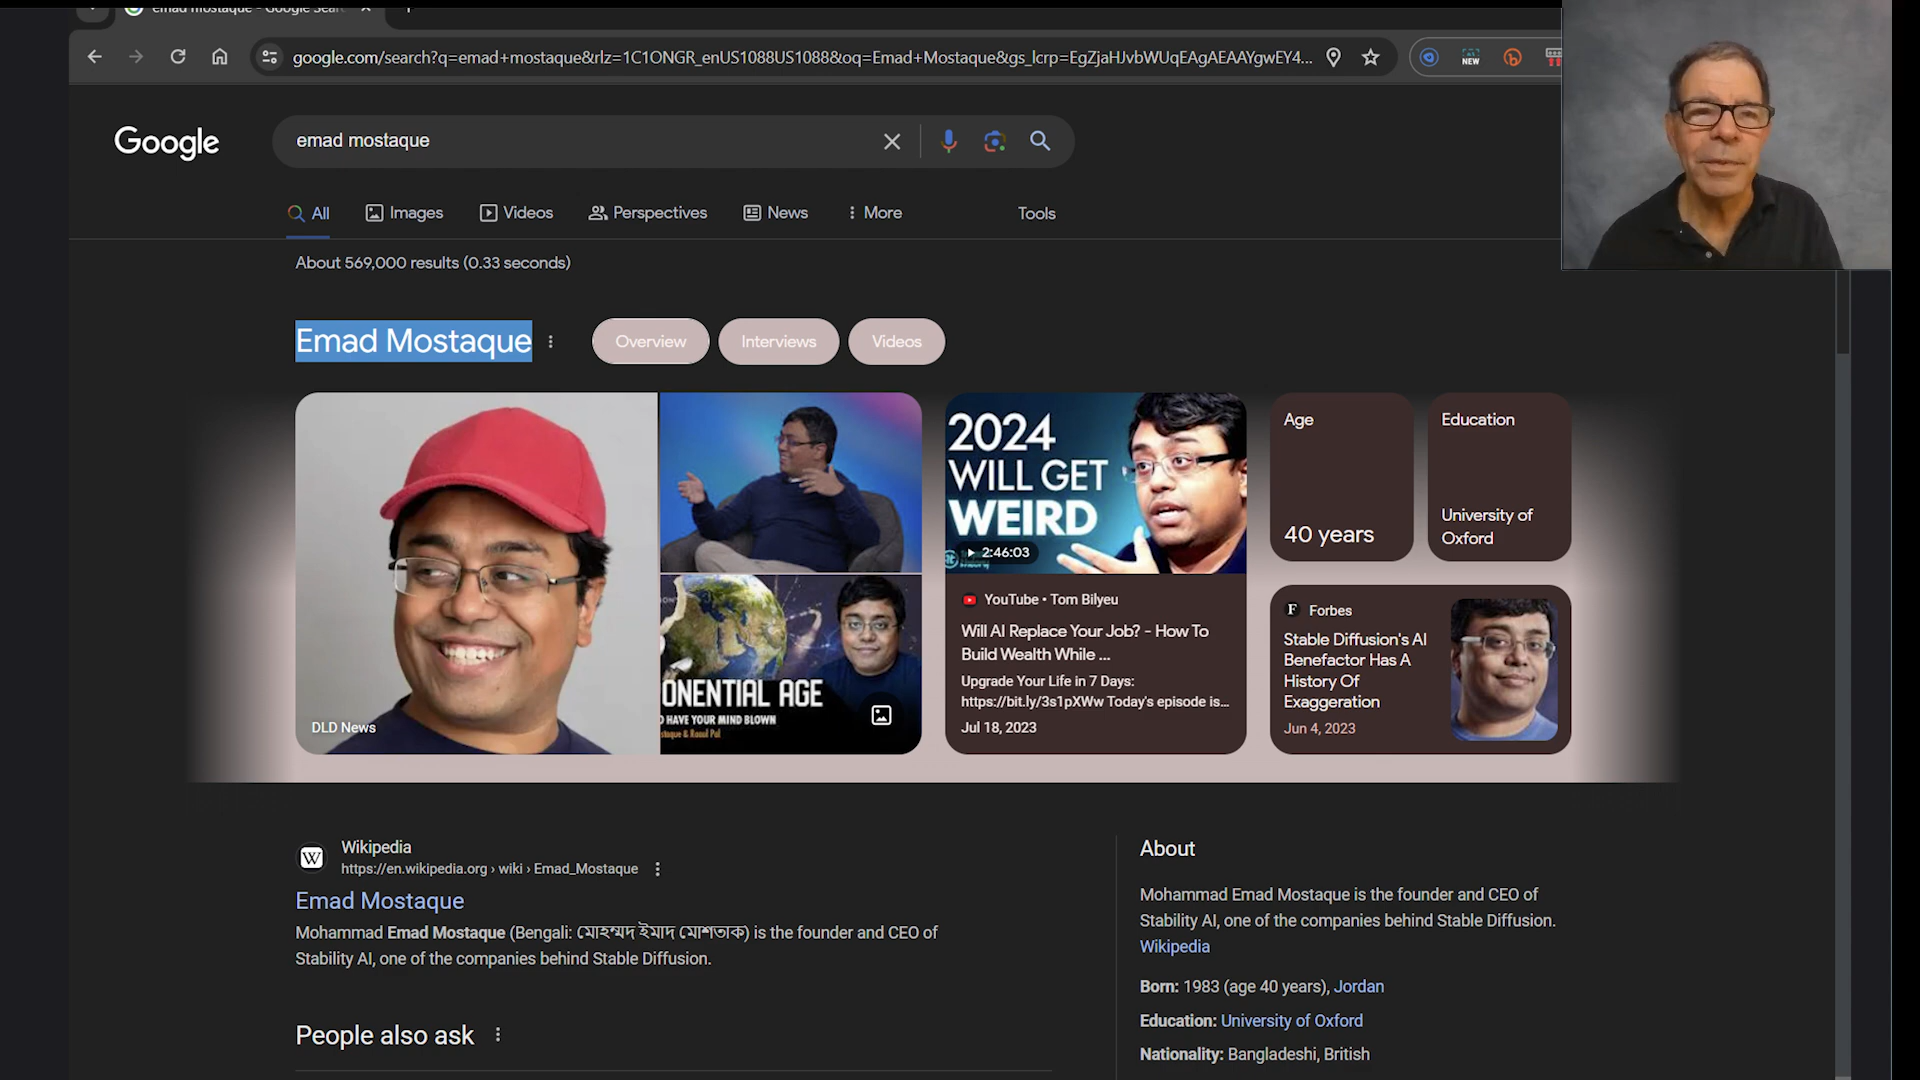 emad mostaque - Google Sear
google.com/search?q=emad+mostaque&rlz=1C1ONGR_enUS1088US1088&oq=Emad+Mostaque&gs_lcrp=EgZjaHJvbWUqEAgAEAAYgwEY4...
NEW
Google
emad mostaque
All
Images
Videos
Perspectives
News
More
Tools
About 569,000 results (0.33 seconds)
Emad Mostaque
Overview
Interviews
Videos
DLD News
ONENTIAL AGE
O HAVE YOUR MIND BLOWN
staque & Raoul Pal
2024
WILL GET
WEIRD
2:46:03
YouTube • Tom Bilyeu
Will AI Replace Your Job? - How To
Build Wealth While ...
Upgrade Your Life in 7 Days:
https://bit.ly/3s1pXWw Today's episode is...
Jul 18, 2023
Age
40 years
Education
University of
Oxford
F Forbes
Stable Diffusion's AI
Benefactor Has A
History Of
Exaggeration
Jun 4, 2023
W
Wikipedia
https://en.wikipedia.org › wiki › Emad_Mostaque
Emad Mostaque
Mohammad Emad Mostaque (Bengali: মোহম্মদ ইমাদ মোশতাক) is the founder and CEO of
Stability AI, one of the companies behind Stable Diffusion.
People also ask
About
Mohammad Emad Mostaque is the founder and CEO of
Stability AI, one of the companies behind Stable Diffusion.
Wikipedia
Born: 1983 (age 40 years), Jordan
Education: University of Oxford
Nationality: Bangladeshi, British